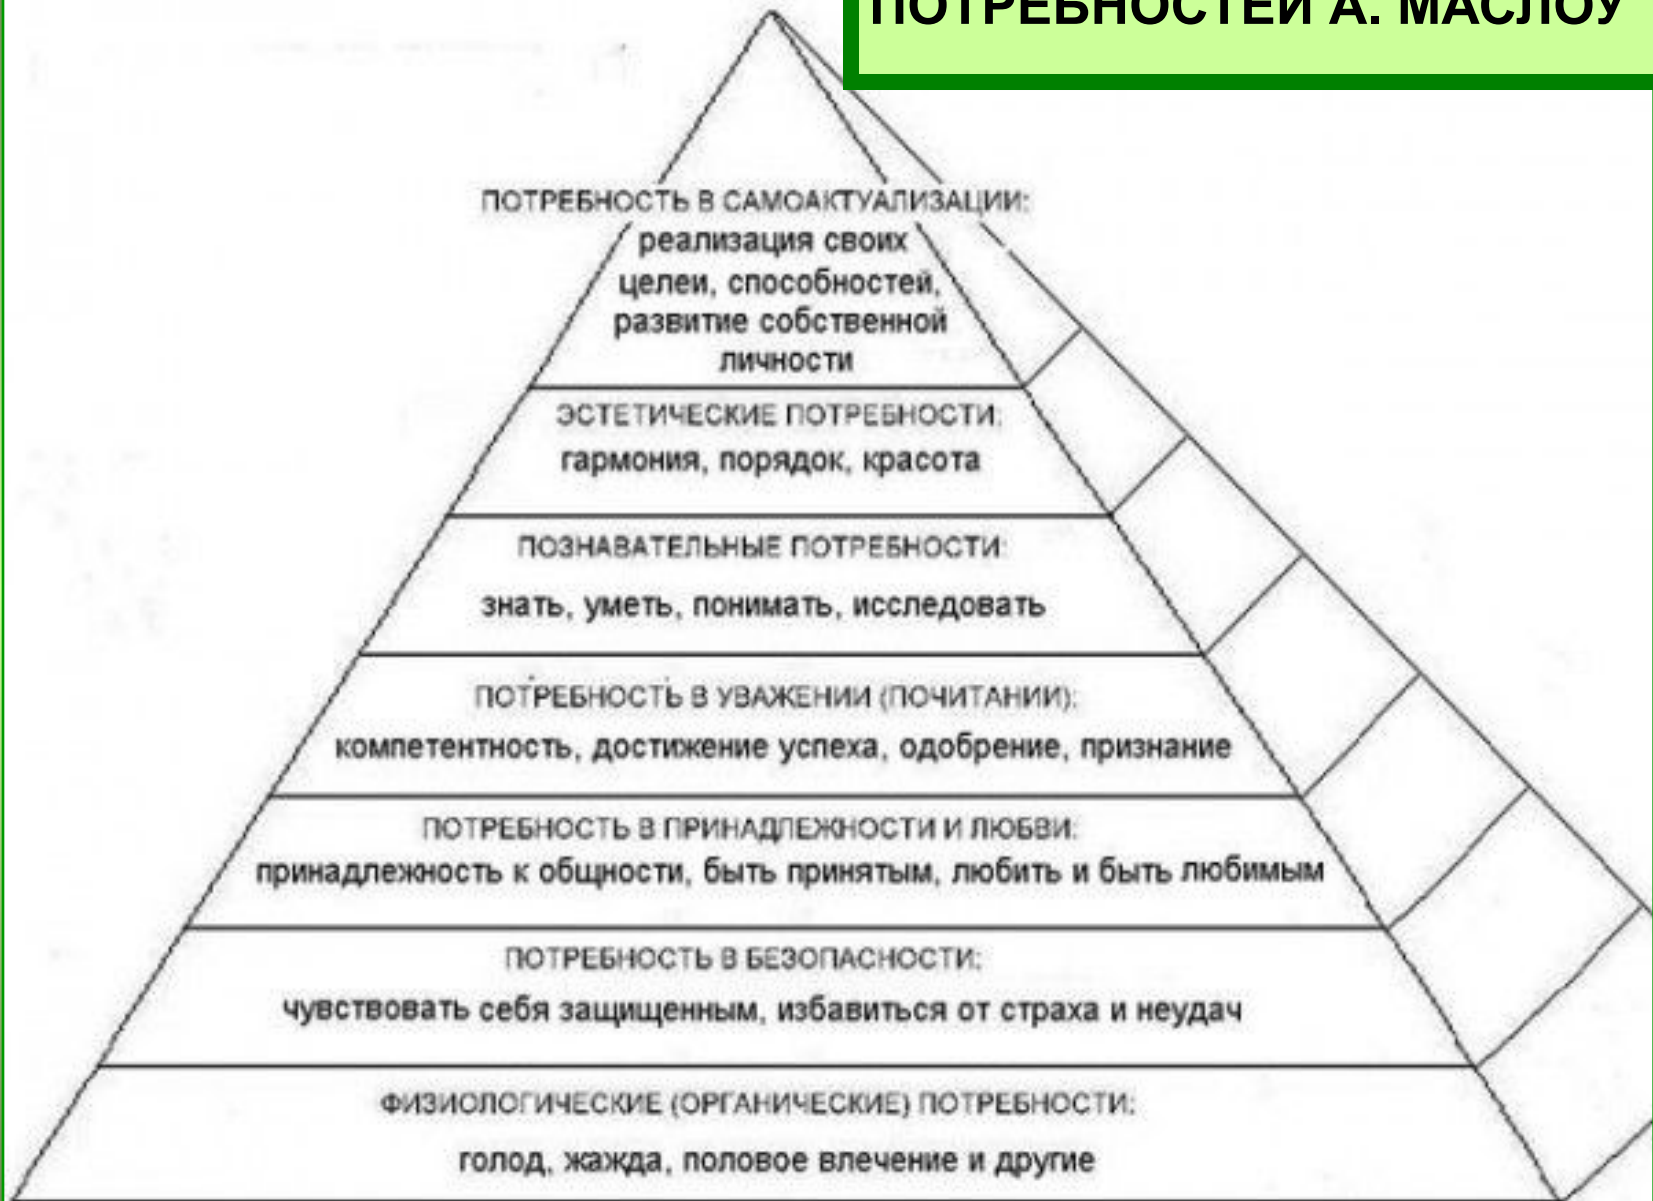 ПОТРЕБНОСТЕЙ А. МАСЛОУ
ПОТРЕБНОСТЬ В САМОАКТУАЛИЗАЦИИ:
реализация своих
целеи, способностей,
развитие собственной
личности
ЭСТЕТИЧЕСКИЕ ПОТРЕБНОСТИ:
гармония, порядок, красота
ПОЗНАВАТЕЛЬНЫЕ ПОТРЕБНОСТИ:
знать, уметь, понимать, исследовать
ПОТРЕБНОСТЬ В УВАЖЕНИИ (ПОЧИТАНИИ):
компетентность, достижение успеха, одобрение, признание
ПОТРЕБНОСТЬ В ПРИНАДЛЕЖНОСТИ И ЛЮБВИ:
принадлежность к общности, быть принятым, любить и быть любимым
ПОТРЕБНОСТЬ В БЕЗОПАСНОСТИ:
чувствовать себя защищенным, избавиться от страха и неудач
ФИЗИОЛОГИЧЕСКИЕ (ОРГАНИЧЕСКИЕ) ПОТРЕБНОСТИ:
голод, жажда, половое влечение и другие